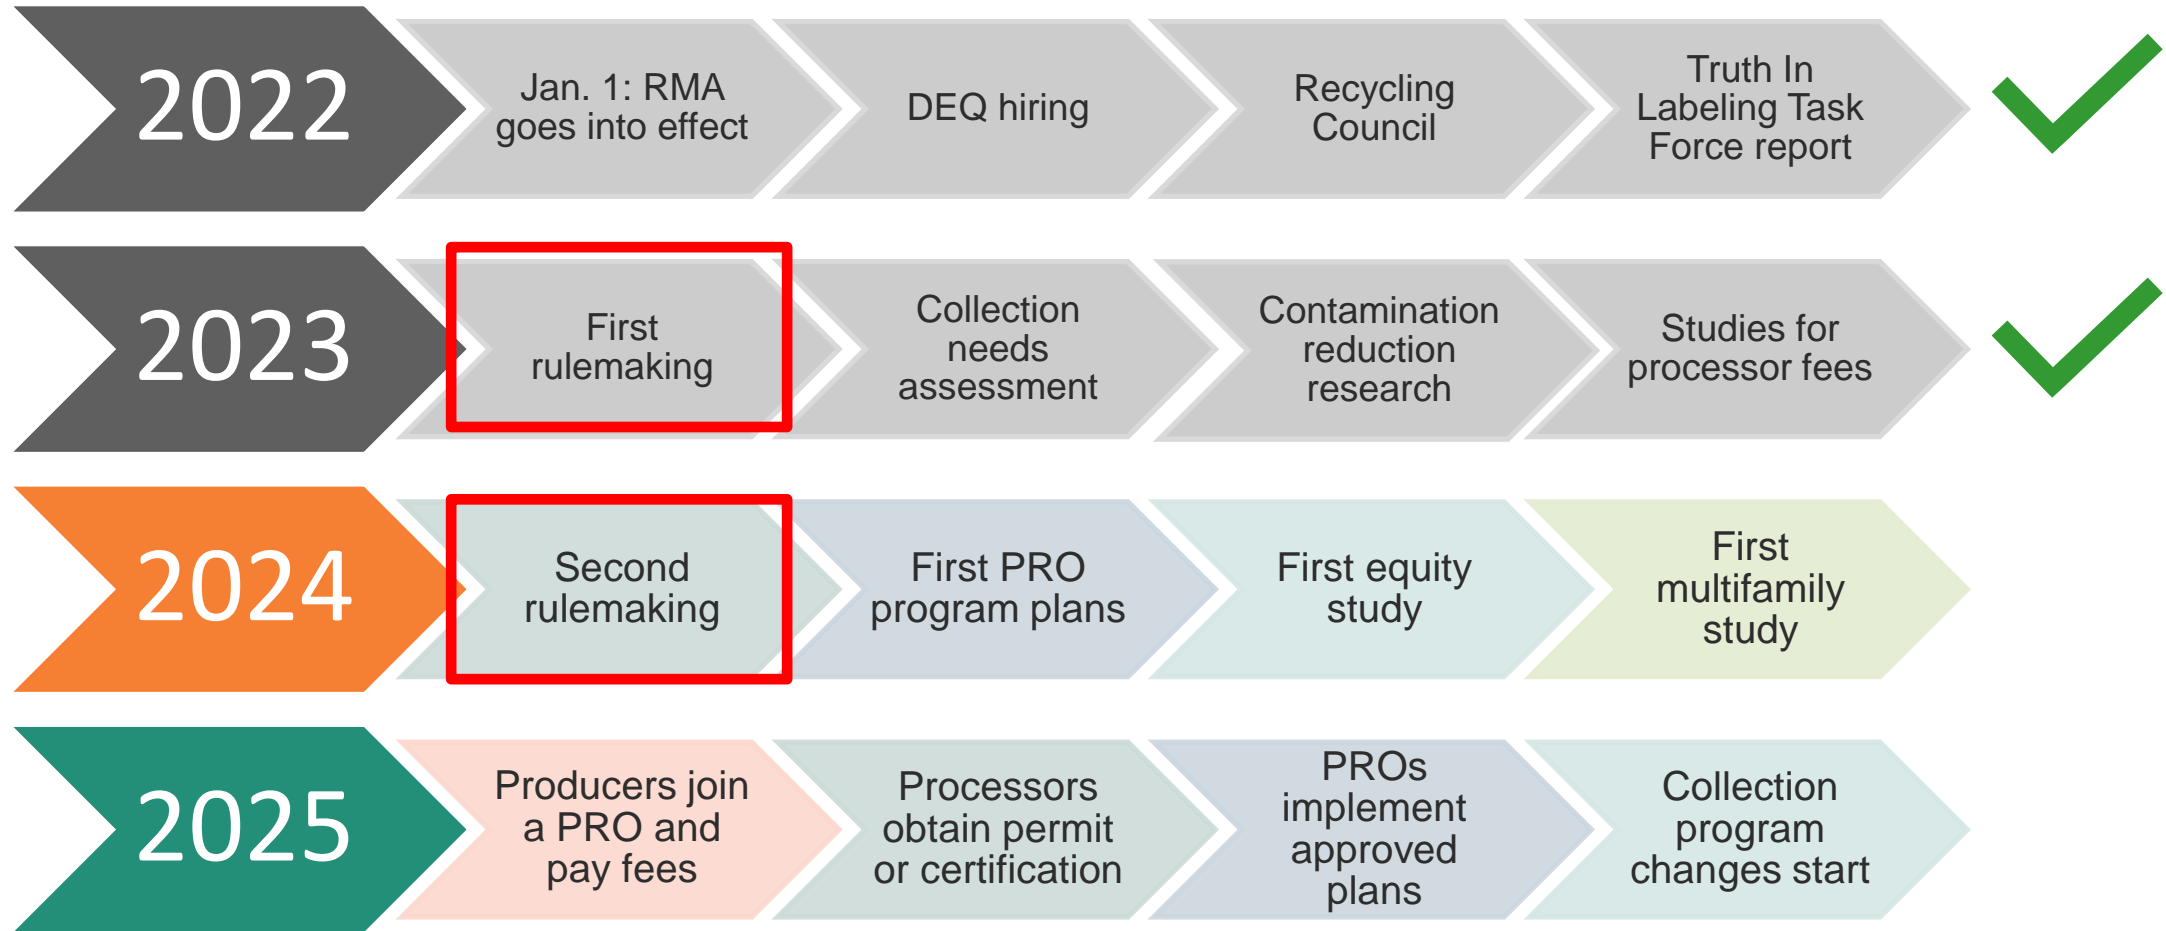 2022
Jan. 1: RMA
goes into effect
DEQ hiring
Recycling
Council
Truth In
Labeling Task
Force report
2023
First
rulemaking
Collection
needs
assessment
Contamination
reduction
research
Studies for
processor fees
2024
Second
rulemaking
First PRO
program plans
First equity
study
First
multifamily
study
2025
Producers join
a PRO and
pay fees
Processors
obtain permit
or certification
PROs
implement
approved
plans
Collection
program
changes start